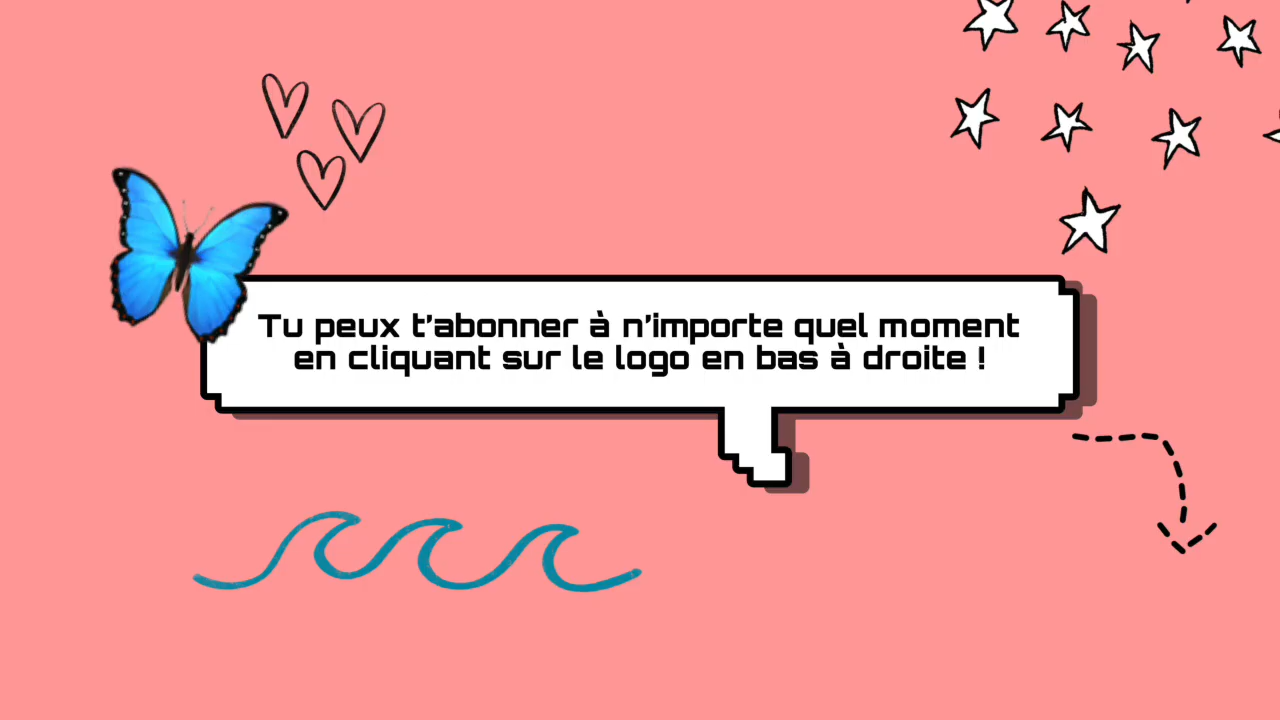 Tu peux t'abonner à n'importe quel moment
en cliquant sur le logo en bas à droite !